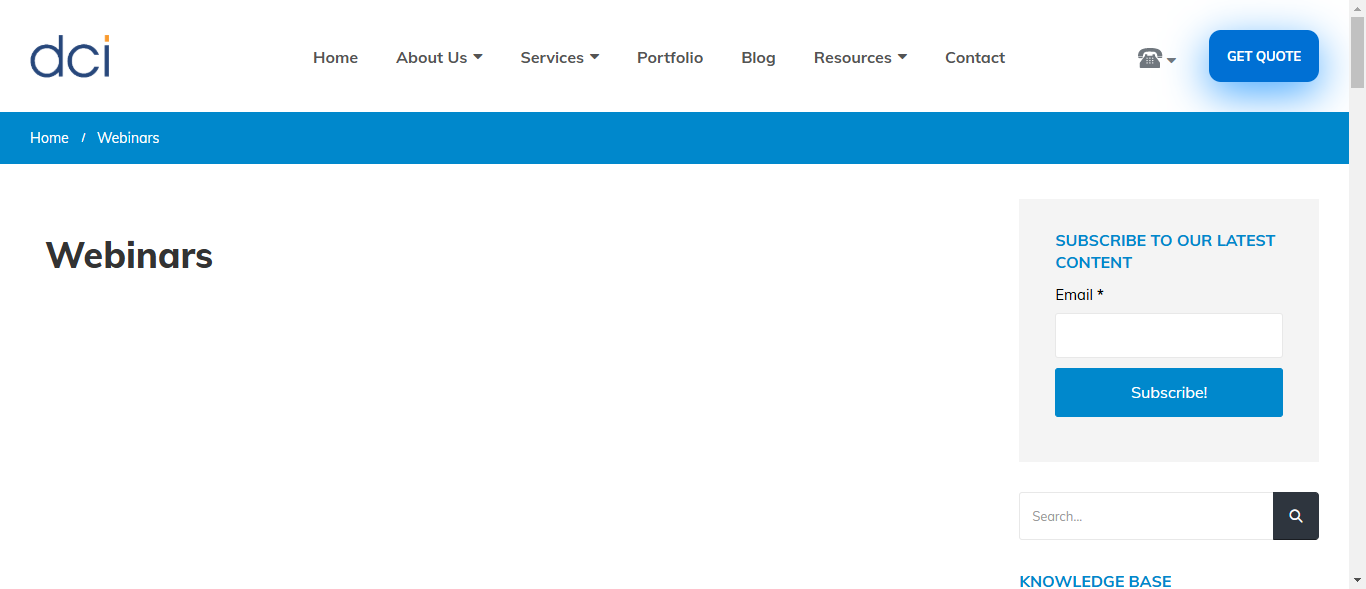 dci
Home About Us Services Portfolio Blog Resources Contact GET QUOTE
Home / Webinars
Webinars
SUBSCRIBE TO OUR LATEST
CONTENT
Email *
Subscribe!
Search...
KNOWLEDGE BASE